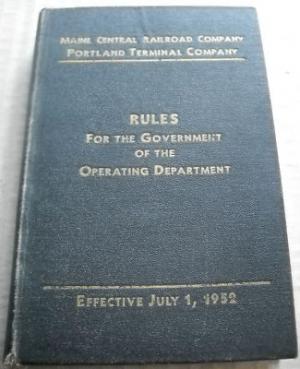 Maine Central Railroad Company
Portland Terminal Company
RULES
For the Government
of the
Operating Department
Effective July 1, 1952